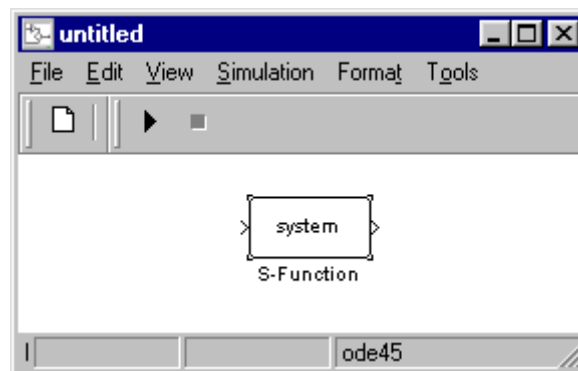 untitled
File Edit View Simulation Format Tools
system
S-Function
ode45